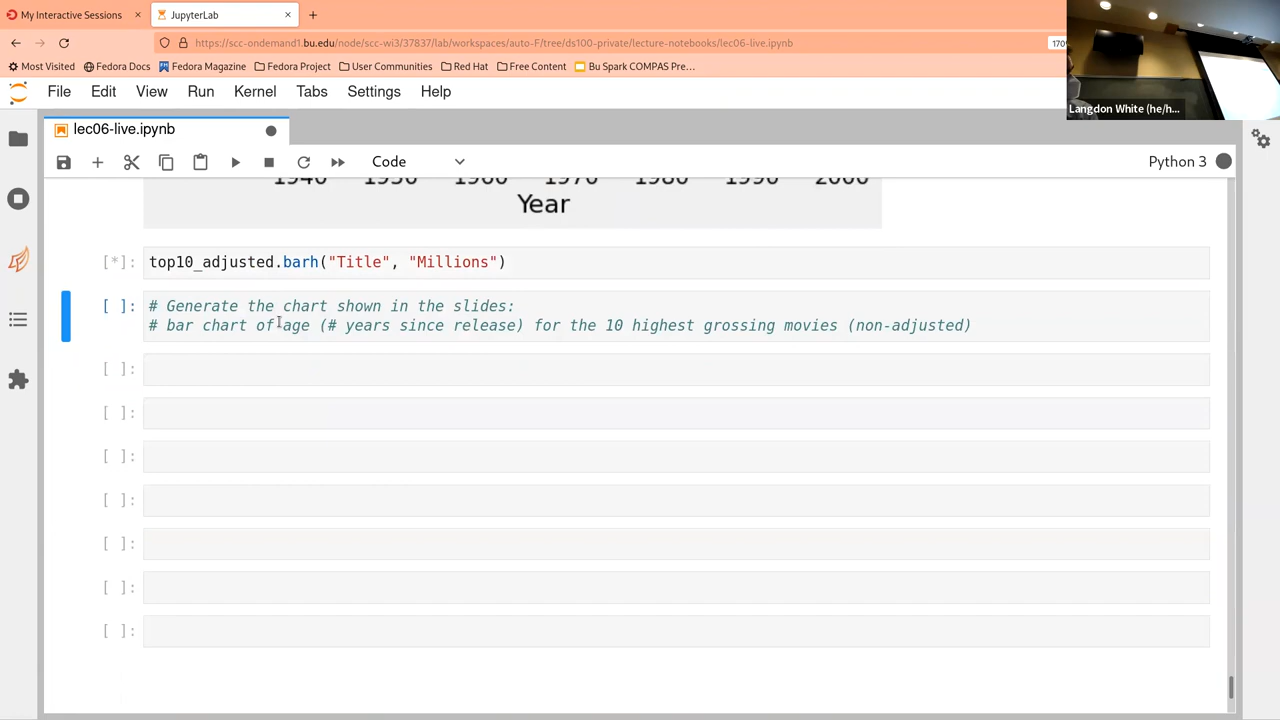 My Interactive Sessions
JupyterLab
https://scc-ondemand1.bu.edu/node/scc-wi3/37837/lab/workspaces/auto-F/tree/ds100-private/lecture-notebooks/lec06-live.ipynb
170
Most Visited
Fedora Docs
Fedora Magazine
Fedora Project
User Communities
Red Hat
Free Content
Bu Spark COMPAS Pre…
Langdon White (he/h...
File Edit View Run Kernel Tabs Settings Help
lec06-live.ipynb
Code
Python 3
1940 1950 1960 1970 1980 1990 2000
Year
[*]: top10_adjusted.barh("Title", "Millions")
[ ]: # Generate the chart shown in the slides:
# bar chart of age (# years since release) for the 10 highest grossing movies (non-adjusted)
[ ]:
[ ]:
[ ]:
[ ]:
[ ]:
[ ]:
[ ]: